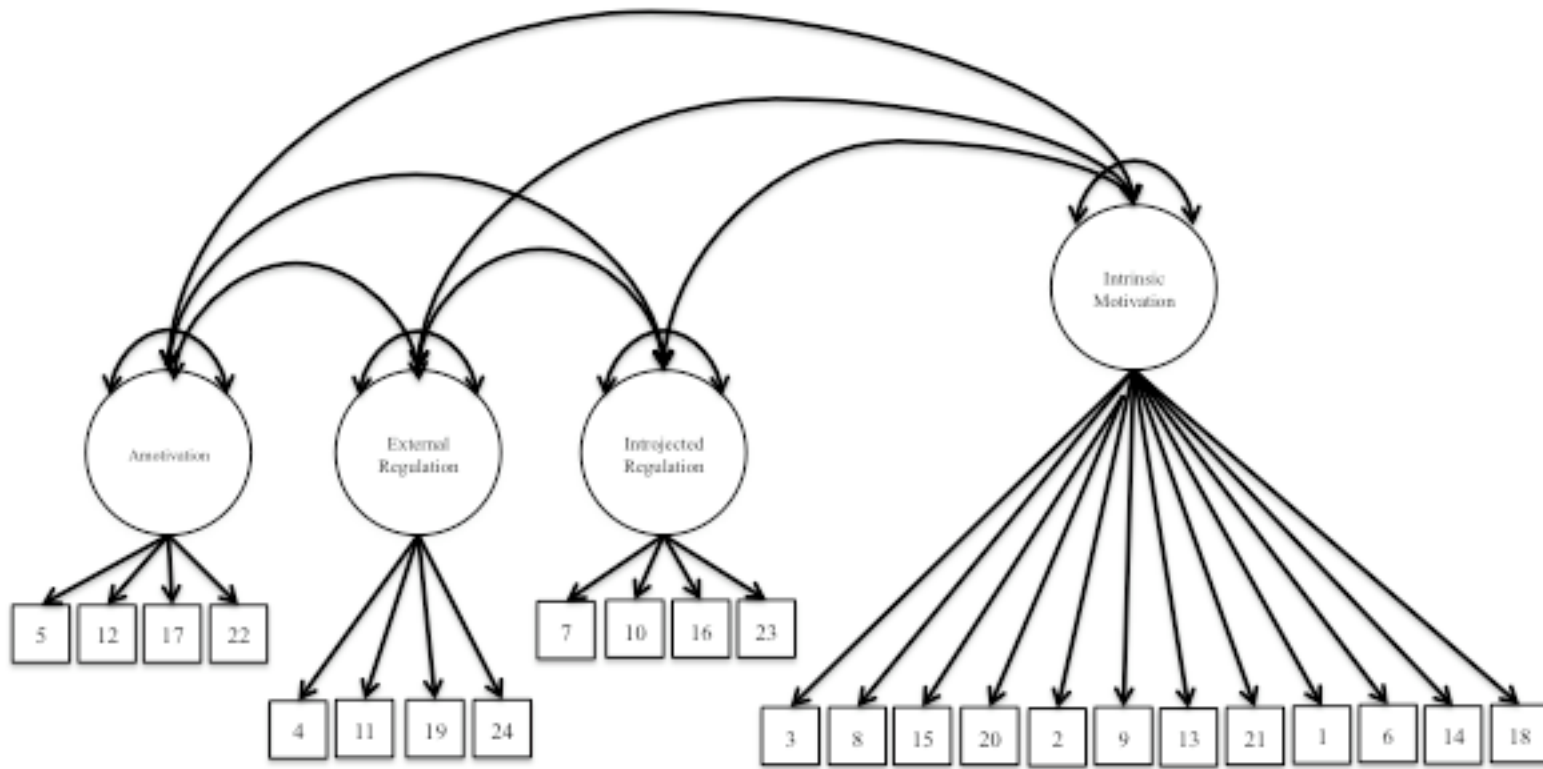 Intrinsic
Motivation
Amotivation
External
Regulation
Introjected
Regulation
5 12 17 22
7 10 16 23
4 11 19 24
3 8 15 20 2 9 13 21 1 6 14 18